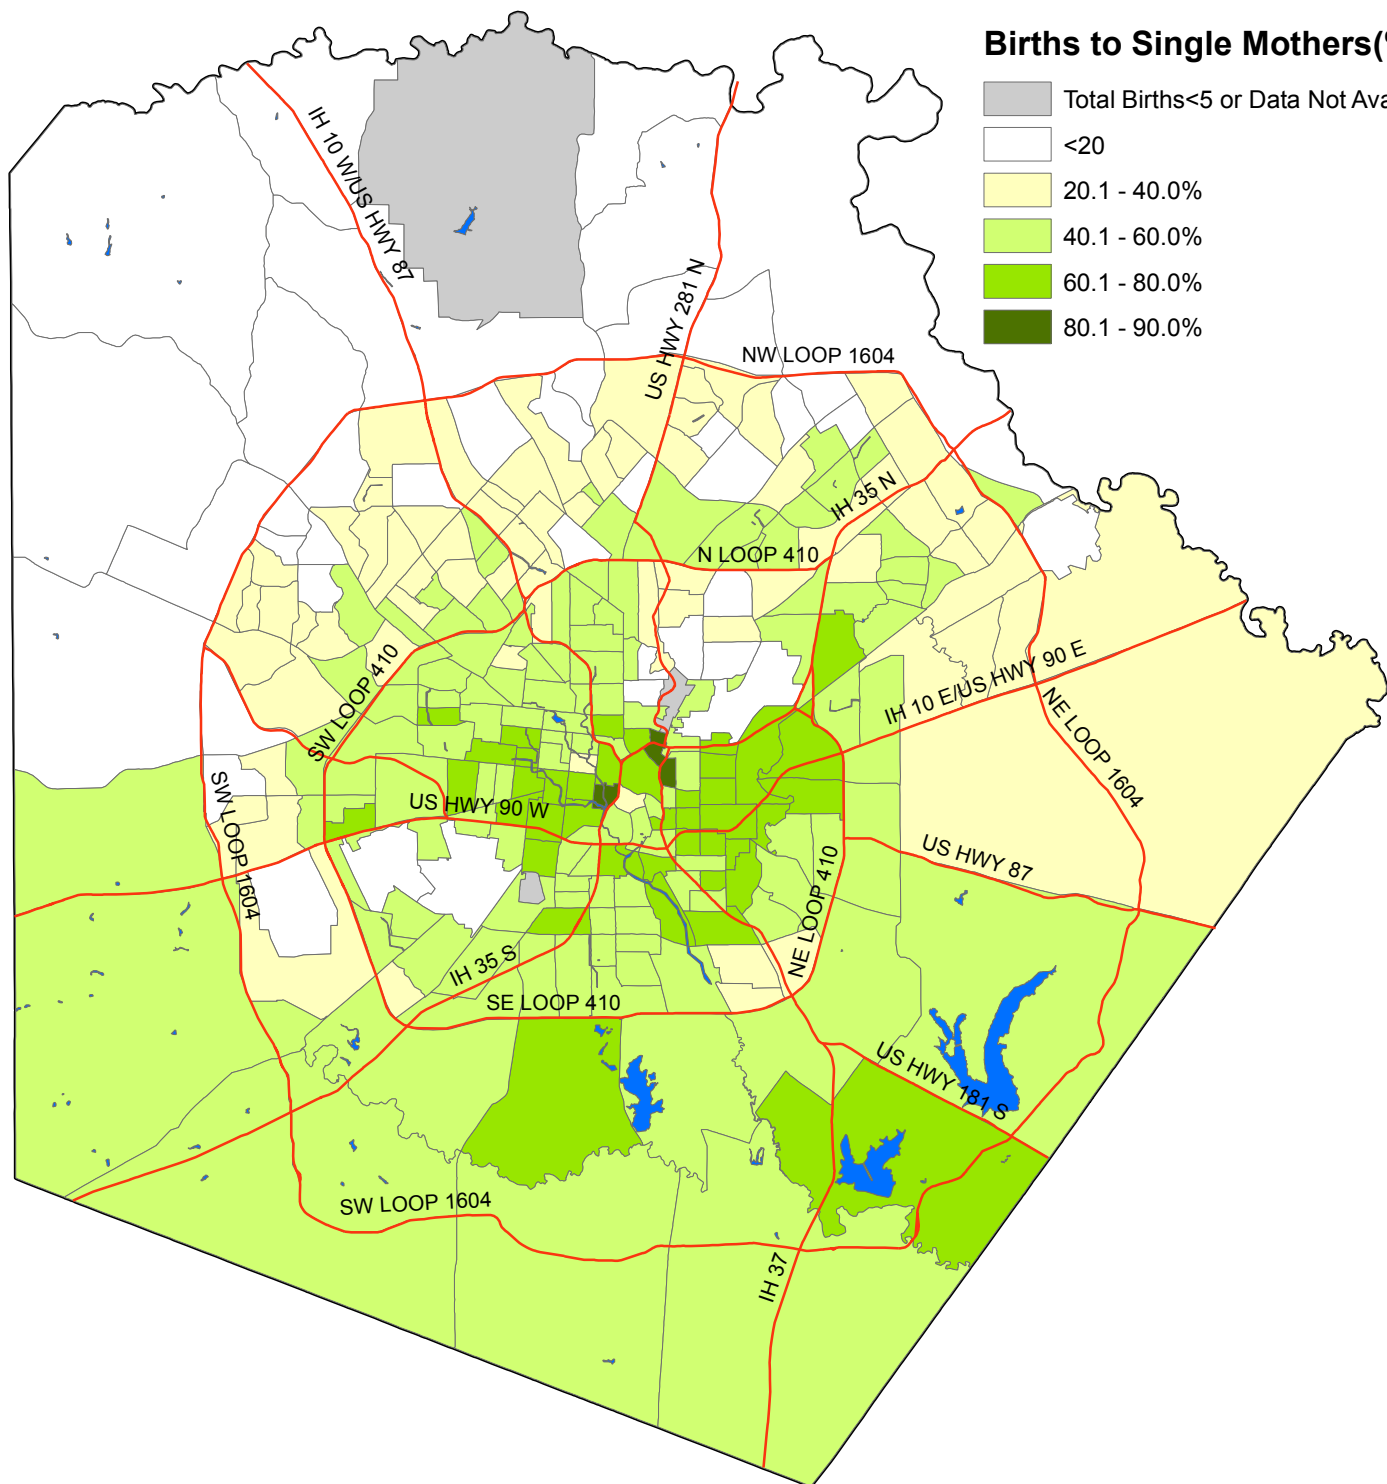 Births to Single Mothers(
Total Births<5 or Data Not Ava
<20
20.1 - 40.0%
40.1 - 60.0%
60.1 - 80.0%
80.1 - 90.0%
IH 10 W/US HWY 87
US HWY 281 N
NW LOOP 1604
IH 35 N
N LOOP 410
SW LOOP 410
IH 10 E/US HWY 90 E
NE LOOP 1604
SW LOOP 1604
US HWY 90 W
US HWY 87
NE LOOP 410
IH 35 S
SE LOOP 410
US HWY 181 S
SW LOOP 1604
IH 37